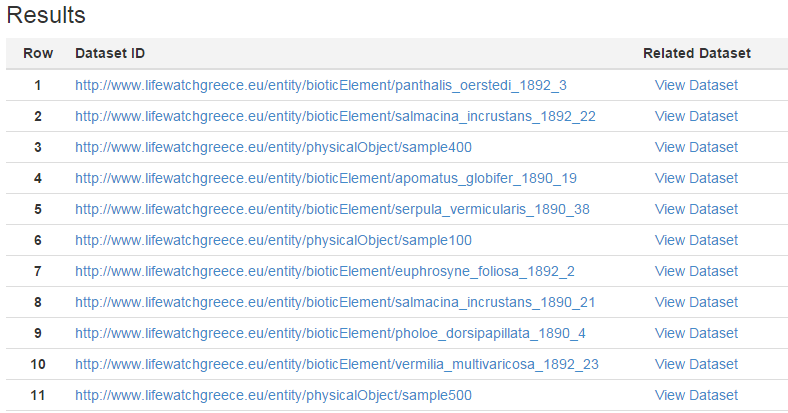 Results
Row Dataset ID Related Dataset
1 http://www.lifewatchgreece.eu/entity/bioticElement/panthalis_oerstedi_1892_3 View Dataset
2 http://www.lifewatchgreece.eu/entity/bioticElement/salmacina_incrustans_1892_22 View Dataset
3 http://www.lifewatchgreece.eu/entity/physicalObject/sample400 View Dataset
4 http://www.lifewatchgreece.eu/entity/bioticElement/apomatus_globifer_1890_19 View Dataset
5 http://www.lifewatchgreece.eu/entity/bioticElement/serpula_vermicularis_1890_38 View Dataset
6 http://www.lifewatchgreece.eu/entity/physicalObject/sample100 View Dataset
7 http://www.lifewatchgreece.eu/entity/bioticElement/euphrosyne_foliosa_1892_2 View Dataset
8 http://www.lifewatchgreece.eu/entity/bioticElement/salmacina_incrustans_1890_21 View Dataset
9 http://www.lifewatchgreece.eu/entity/bioticElement/pholoe_dorsipapillata_1890_4 View Dataset
10 http://www.lifewatchgreece.eu/entity/bioticElement/vermilia_multivaricosa_1892_23 View Dataset
11 http://www.lifewatchgreece.eu/entity/physicalObject/sample500 View Dataset